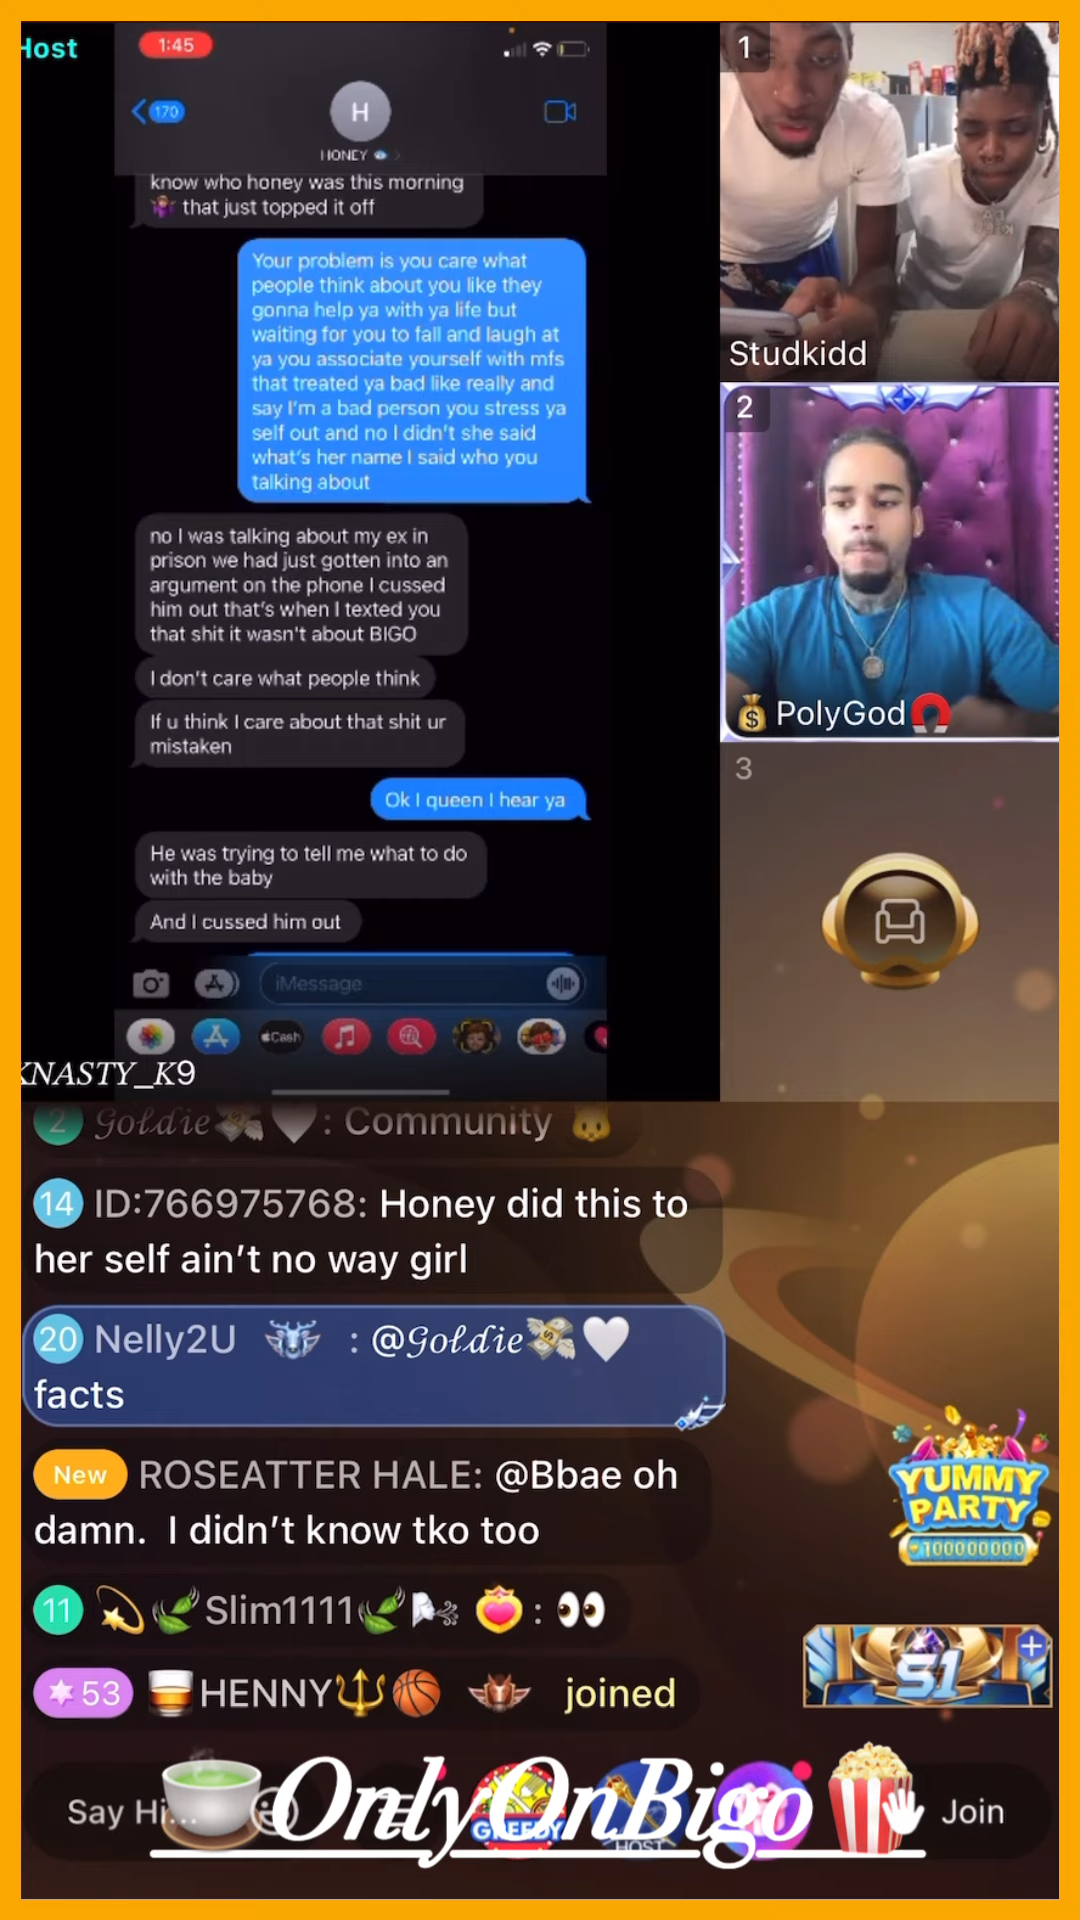 Host
1:45
170
H
HONEY 👁️
know who honey was this morning
🤷🏾‍♀️ that just topped it off
Your problem is you care what
people think about you like they
gonna help ya with ya life but
waiting for you to fall and laugh at
ya you associate yourself with mfs
that treated ya bad like really and
say I'm a bad person you stress ya
self out and no I didn't she said
what's her name I said who you
talking about
no I was talking about my ex in
prison we had just gotten into an
argument on the phone I cussed
him out that's when I texted you
that shit it wasn't about BIGO
I don't care what people think
If u think I care about that shit ur
mistaken
Ok I queen I hear ya
He was trying to tell me what to do
with the baby
And I cussed him out
iMessage
Cash
KNASTY_K9
1
Studkidd
2
💰 PolyGod🧲
3
2 Goldie💸🤍: Community 🐱
14 ID:766975768: Honey did this to
her self ain't no way girl
20 Nelly2U : @Goldie💸🤍
facts
New ROSEATTER HALE: @Bbae oh
damn. I didn't know tko too
11 💫🌿Slim1111🌿🌬️ : 👀
53 🥃HENNY🔱🏀 joined
YUMMY
PARTY
100000000
S1
Say Hi...
GREEDY
HOST
Join
🍵OnlyOnBigo🍿